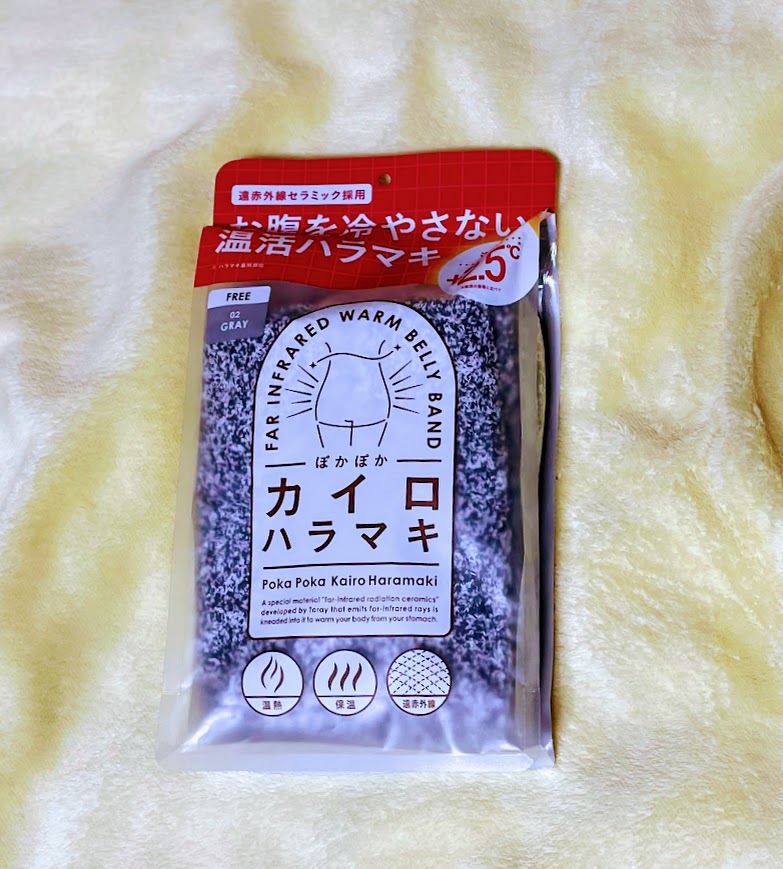 遠赤外線セラミック採用
お腹を冷やさない
温活ハラマキ
+2.5℃
FREE
02
GRAY
FAR INFRARED WARM BELLY BAND
ぽかぽか
カイロ
ハラマキ
Poka Poka Kairo Haramaki
A special material "far-infrared radiation ceramics"
developed by Toray that emits far-infrared rays is
kneaded into it to warm your body from your stomach.
温熱
保温
遠赤外線